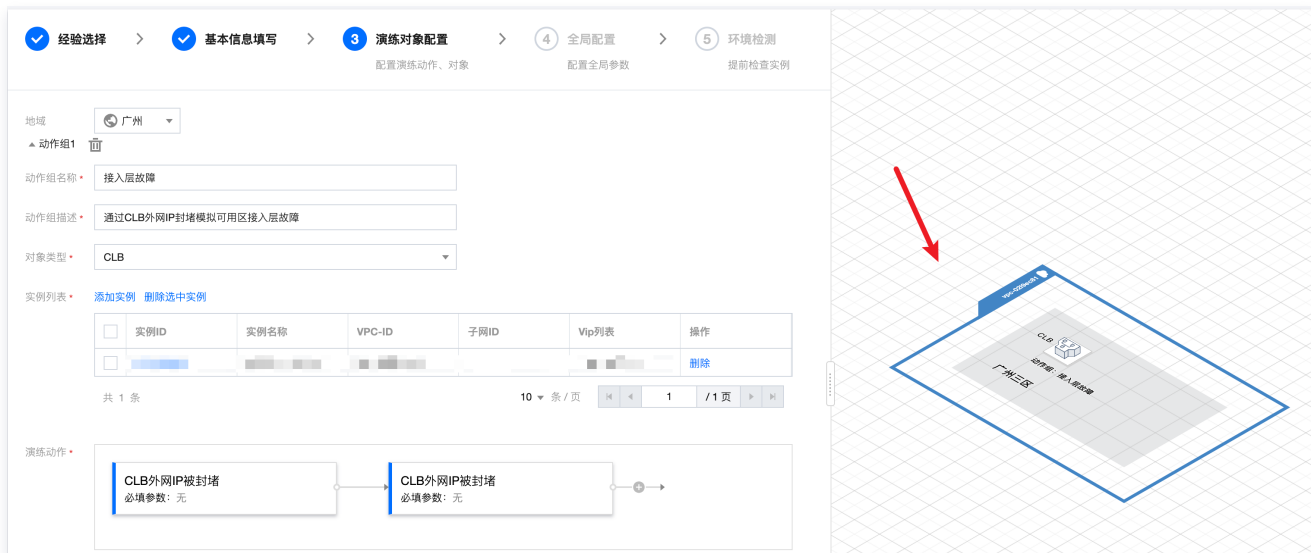 经验选择
基本信息填写
3 演练对象配置
配置演练动作、对象
4 全局配置
配置全局参数
5 环境检测
提前检查实例
地域 广州
动作组1
动作组名称 * 接入层故障
动作组描述 * 通过CLB外网IP封堵模拟可用区接入层故障
对象类型 * CLB
实例列表 * 添加实例 删除选中实例
实例ID 实例名称 VPC-ID 子网ID Vip列表 操作
删除
共 1 条 10 条 / 页 1 / 1 页
演练动作 *
CLB外网IP被封堵
必填参数：无
CLB外网IP被封堵
必填参数：无
CLB
动作组：接入层故障
广州三区